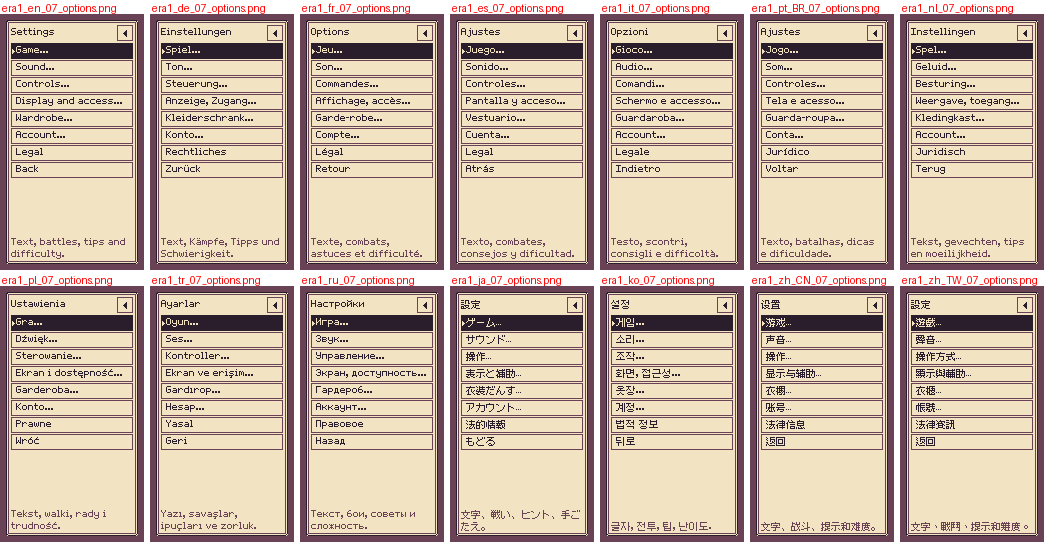 era1_en_07_options.png
Settings
Game...
Sound...
Controls...
Display and access...
Wardrobe...
Account...
Legal
Back
Text, battles, tips and
difficulty.
era1_de_07_options.png
Einstellungen
Spiel...
Ton...
Steuerung...
Anzeige, Zugang...
Kleiderschrank...
Konto...
Rechtliches
Zurück
Text, Kämpfe, Tipps und
Schwierigkeit.
era1_fr_07_options.png
Options
Jeu...
Son...
Commandes...
Affichage, accès...
Garde-robe...
Compte...
Légal
Retour
Texte, combats,
astuces et difficulté.
era1_es_07_options.png
Ajustes
Juego...
Sonido...
Controles...
Pantalla y acceso...
Vestuario...
Cuenta...
Legal
Atrás
Texto, combates,
consejos y dificultad.
era1_it_07_options.png
Opzioni
Gioco...
Audio...
Comandi...
Schermo e accesso...
Guardaroba...
Account...
Legale
Indietro
Testo, scontri,
consigli e difficoltà.
era1_pt_BR_07_options.png
Ajustes
Jogo...
Som...
Controles...
Tela e acesso...
Guarda-roupa...
Conta...
Jurídico
Voltar
Texto, batalhas, dicas
e dificuldade.
era1_nl_07_options.png
Instellingen
Spel...
Geluid...
Besturing...
Weergave, toegang...
Kledingkast...
Account...
Juridisch
Terug
Tekst, gevechten, tips
en moeilijkheid.
era1_pl_07_options.png
Ustawienia
Gra...
Dźwięk...
Sterowanie...
Ekran i dostępność...
Garderoba...
Konto...
Prawne
Wróć
Tekst, walki, rady i
trudność.
era1_tr_07_options.png
Ayarlar
Oyun...
Ses...
Kontroller...
Ekran ve erişim...
Gardırop...
Hesap...
Yasal
Geri
Yazı, savaşlar,
ipuçları ve zorluk.
era1_ru_07_options.png
Настройки
Игра...
Звук...
Управление...
Экран, доступность...
Гардероб...
Аккаунт...
Правовое
Назад
Текст, бои, советы и
сложность.
era1_ja_07_options.png
設定
ゲーム...
サウンド...
操作...
表示と補助...
衣装だんす...
アカウント...
法的情報
もどる
文字、戦い、ヒント、手ご
たえ。
era1_ko_07_options.png
설정
게임...
소리...
조작...
화면, 접근성...
옷장...
계정...
법적 정보
뒤로
글자, 전투, 팁, 난이도.
era1_zh_CN_07_options.png
设置
游戏...
声音...
操作...
显示与辅助...
衣橱...
账号...
法律信息
返回
文字、战斗、提示和难度。
era1_zh_TW_07_options.png
設定
遊戲...
聲音...
操作方式...
顯示與輔助...
衣櫃...
帳號...
法律資訊
返回
文字、戰鬥、提示和難度。